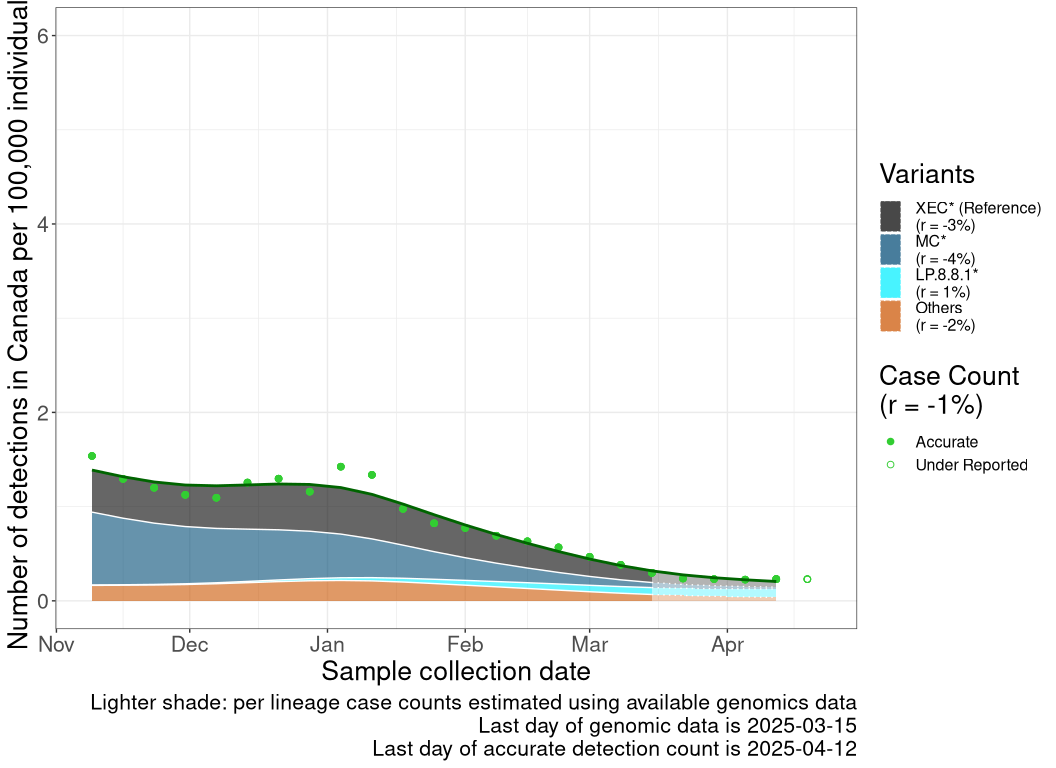 Number of detections in Canada per 100,000 individual
6
4
2
0
Nov
Dec
Jan
Feb
Mar
Apr
Sample collection date
Lighter shade: per lineage case counts estimated using available genomics data
Last day of genomic data is 2025-03-15
Last day of accurate detection count is 2025-04-12
Variants
XEC* (Reference)
(r = -3%)
MC*
(r = -4%)
LP.8.8.1*
(r = 1%)
Others
(r = -2%)
Case Count
(r = -1%)
Accurate
Under Reported